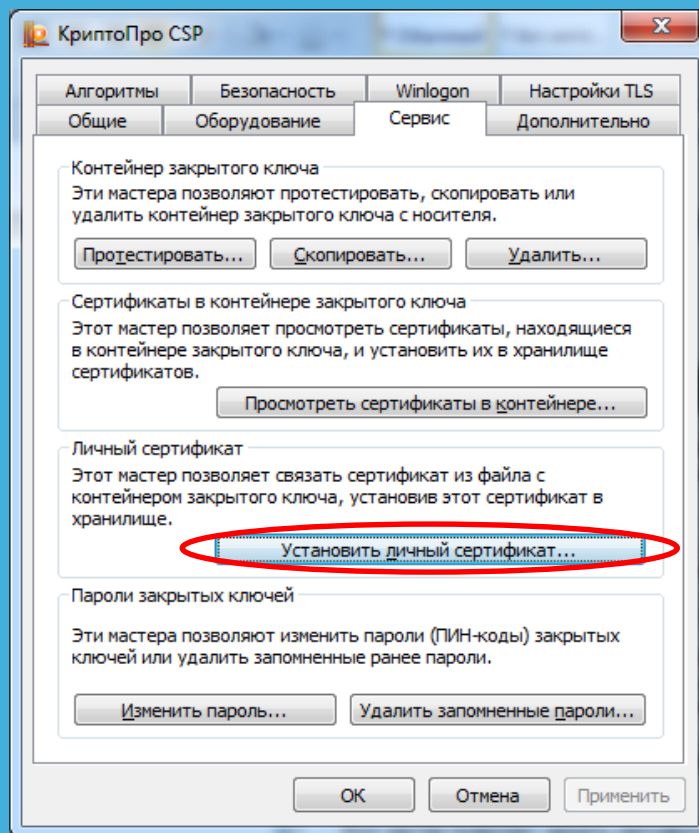 КриптоПро CSP
Алгоритмы Безопасность Winlogon Настройки TLS
Общие Оборудование Сервис Дополнительно
Контейнер закрытого ключа
Эти мастера позволяют протестировать, скопировать или
удалить контейнер закрытого ключа с носителя.
Протестировать... Скопировать... Удалить...
Сертификаты в контейнере закрытого ключа
Этот мастер позволяет просмотреть сертификаты, находящиеся
в контейнере закрытого ключа, и установить их в хранилище
сертификатов.
Просмотреть сертификаты в контейнере...
Личный сертификат
Этот мастер позволяет связать сертификат из файла с
контейнером закрытого ключа, установив этот сертификат в
хранилище.
Установить личный сертификат...
Пароли закрытых ключей
Эти мастера позволяют изменить пароли (ПИН-коды) закрытых
ключей или удалить запомненные ранее пароли.
Изменить пароль... Удалить запомненные пароли...
ОК Отмена Применить